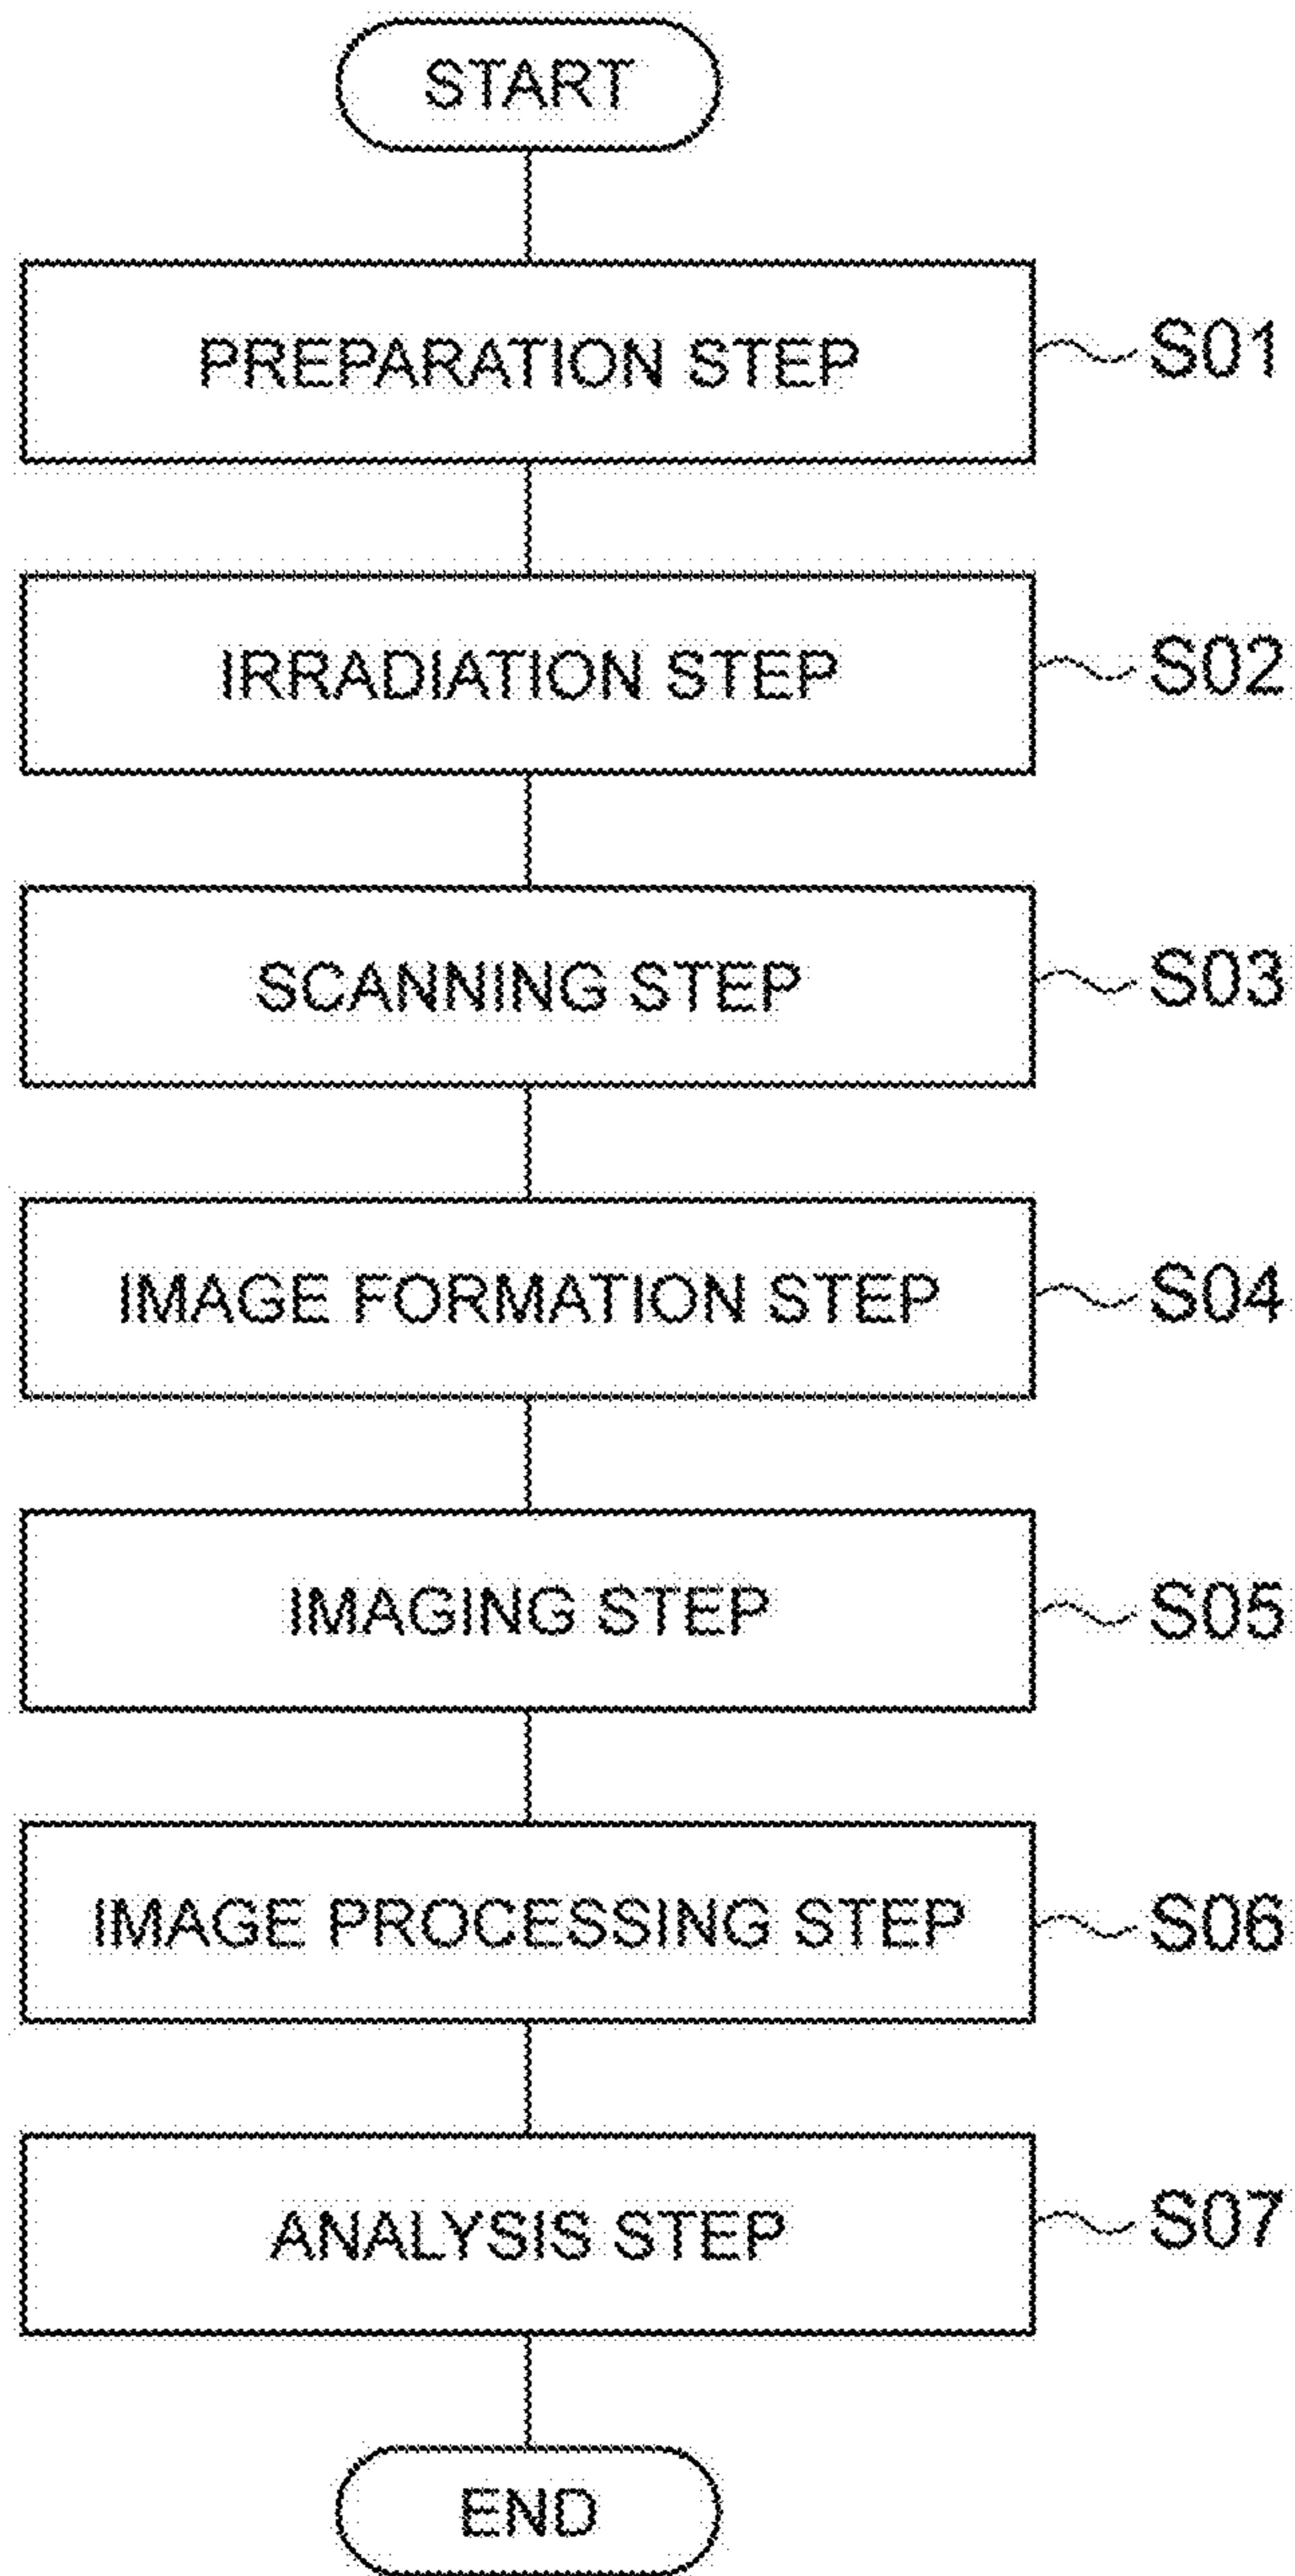 START
PREPARATION STEP S01
IRRADIATION STEP S02
SCANNING STEP S03
IMAGE FORMATION STEP S04
IMAGING STEP S05
IMAGE PROCESSING STEP S06
ANALYSIS STEP S07
END